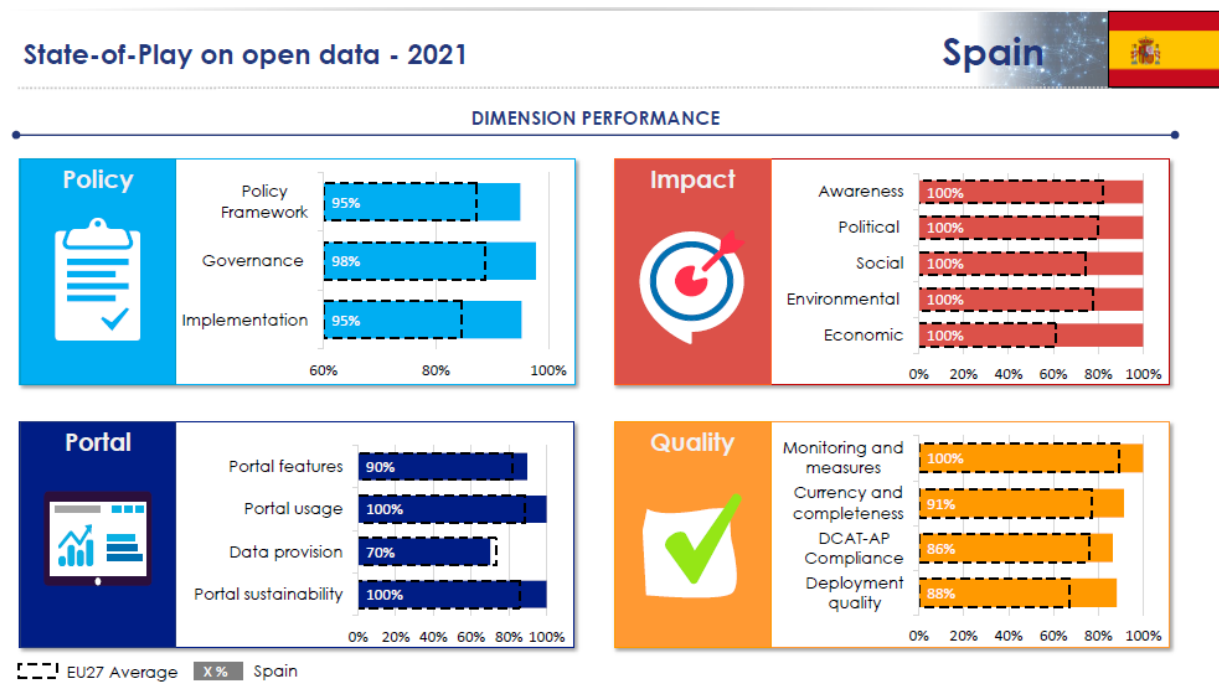 State-of-Play on open data - 2021
Spain
DIMENSION PERFORMANCE
Policy
Policy
Framework
95%
Governance
98%
Implementation
95%
60%
80%
100%
Impact
Awareness
100%
Political
100%
Social
100%
Environmental
100%
Economic
100%
0% 20% 40% 60% 80% 100%
Portal
Portal features
90%
Portal usage
100%
Data provision
70%
Portal sustainability
100%
0% 20% 40% 60% 80% 100%
Quality
Monitoring and
measures
100%
Currency and
completeness
91%
DCAT-AP
Compliance
86%
Deployment
quality
88%
0% 20% 40% 60% 80% 100%
EU27 Average
X %
Spain